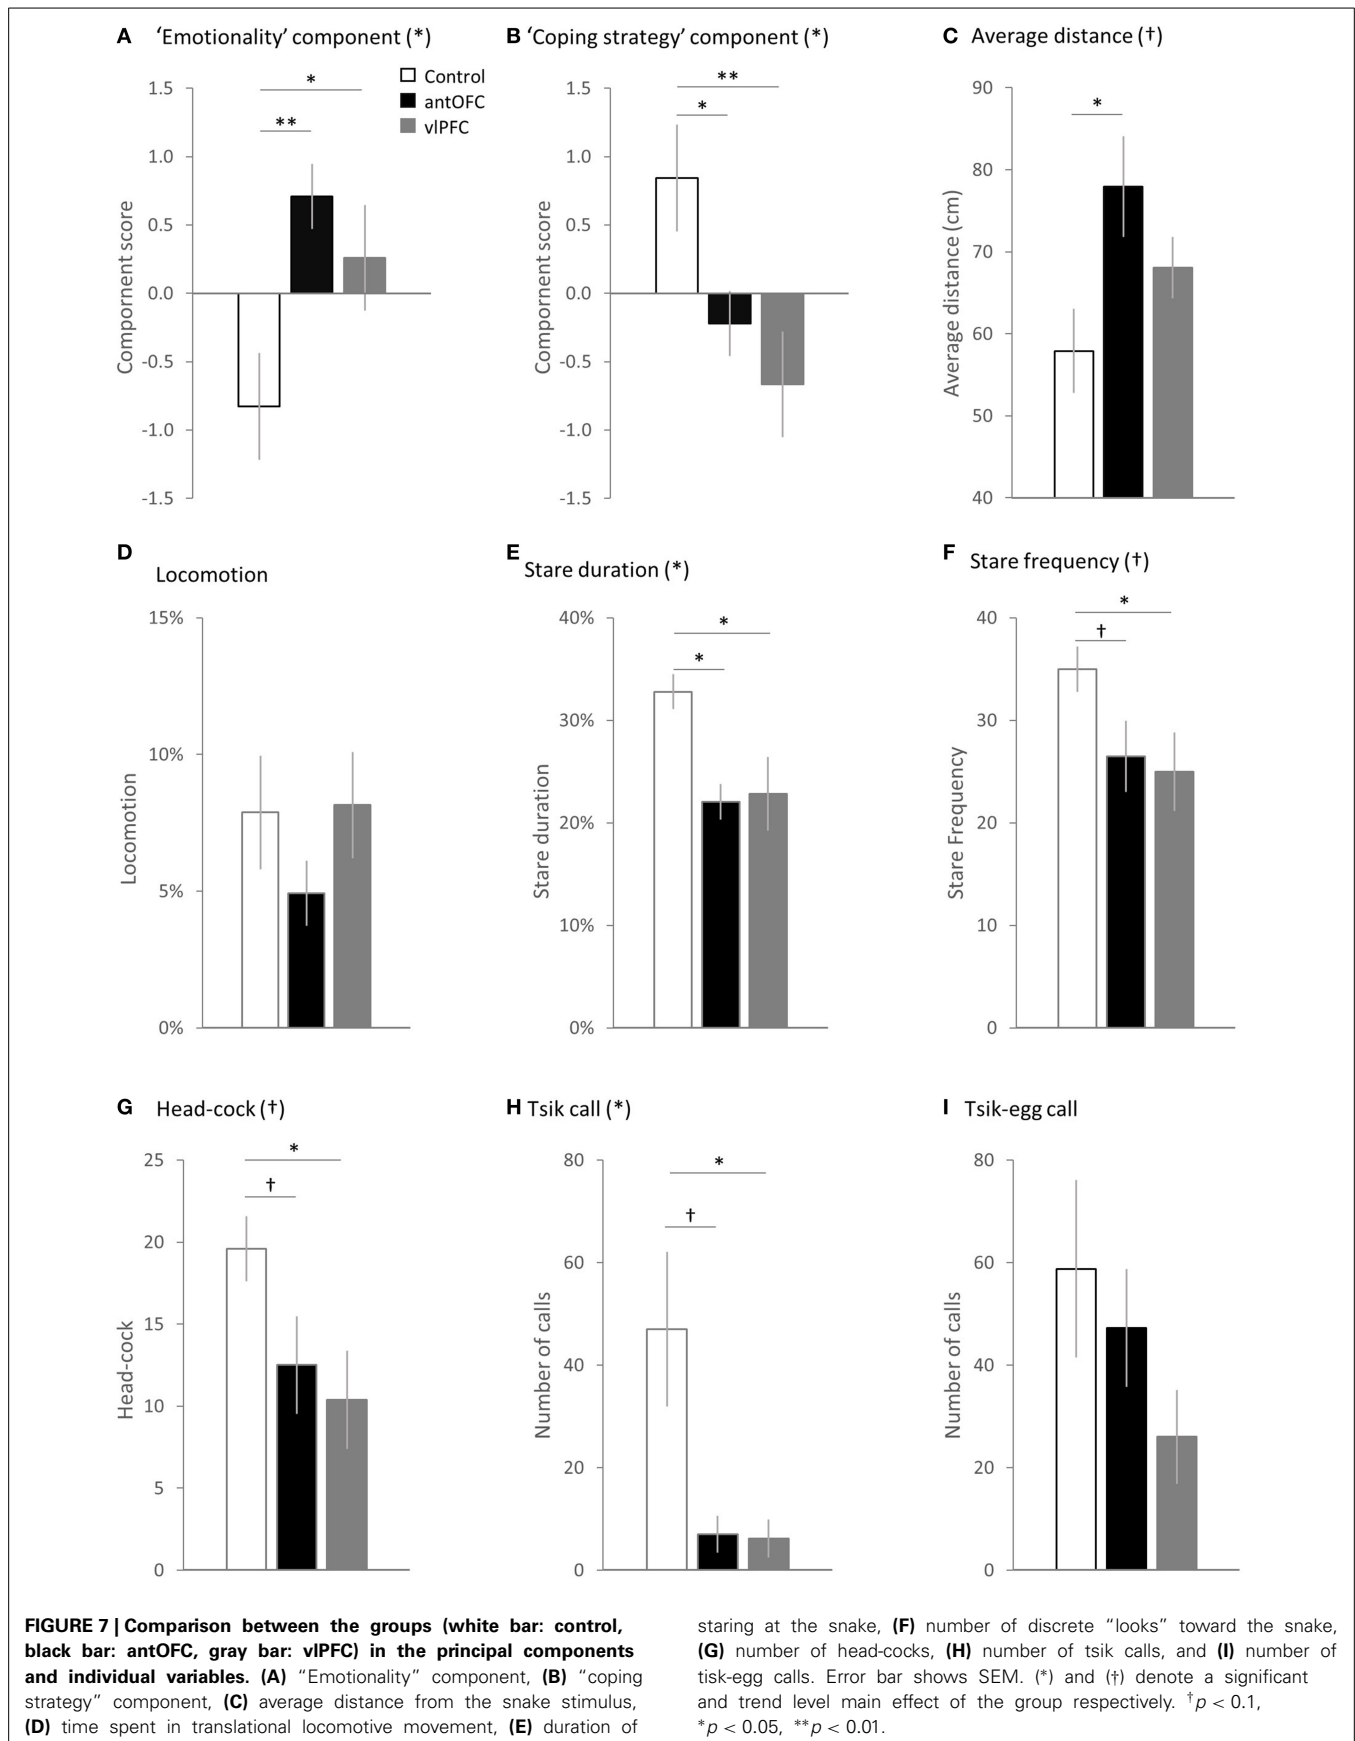 A 'Emotionality' component (*)
Control
antOFC
vlPFC
*
**
1.5
1.0
0.5
0.0
-0.5
-1.0
-1.5
Compornent score
B 'Coping strategy' component (*)
**
*
1.5
1.0
0.5
0.0
-0.5
-1.0
-1.5
Compornent score
C Average distance (†)
*
90
80
70
60
50
40
Average distance (cm)
D
Locomotion
15%
10%
5%
0%
Locomotion
E
Stare duration (*)
*
*
40%
30%
20%
10%
0%
Stare duration
F
Stare frequency (†)
*
†
40
30
20
10
0
Stare Frequency
G Head-cock (†)
*
†
25
20
15
10
5
0
Head-cock
H Tsik call (*)
*
†
80
60
40
20
0
Number of calls
I Tsik-egg call
80
60
40
20
0
Number of calls
FIGURE 7 | Comparison between the groups (white bar: control,
black bar: antOFC, gray bar: vlPFC) in the principal components
and individual variables. (A) "Emotionality" component, (B) "coping
strategy" component, (C) average distance from the snake stimulus,
(D) time spent in translational locomotive movement, (E) duration of
staring at the snake, (F) number of discrete "looks" toward the snake,
(G) number of head-cocks, (H) number of tsik calls, and (I) number of
tisk-egg calls. Error bar shows SEM. (*) and (†) denote a significant
and trend level main effect of the group respectively. †p < 0.1,
*p < 0.05, **p < 0.01.